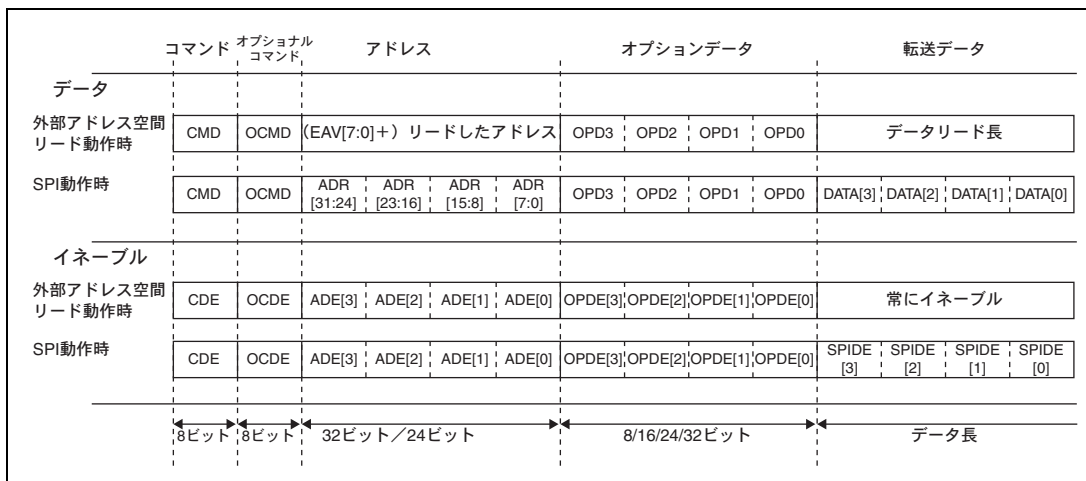 コマンド オプショナル
コマンド アドレス オプションデータ 転送データ
データ
外部アドレス空間
リード動作時 CMD OCMD (EAV[7:0]+) リードしたアドレス OPD3 OPD2 OPD1 OPD0 データリード長
SPI動作時 CMD OCMD ADR
[31:24] ADR
[23:16] ADR
[15:8] ADR
[7:0] OPD3 OPD2 OPD1 OPD0 DATA[3] DATA[2] DATA[1] DATA[0]
イネーブル
外部アドレス空間
リード動作時 CDE OCDE ADE[3] ADE[2] ADE[1] ADE[0] OPDE[3] OPDE[2] OPDE[1] OPDE[0] 常にイネーブル
SPI動作時 CDE OCDE ADE[3] ADE[2] ADE[1] ADE[0] OPDE[3] OPDE[2] OPDE[1] OPDE[0] SPIDE
[3] SPIDE
[2] SPIDE
[1] SPIDE
[0]
8ビット 8ビット 32ビット／24ビット 8/16/24/32ビット データ長